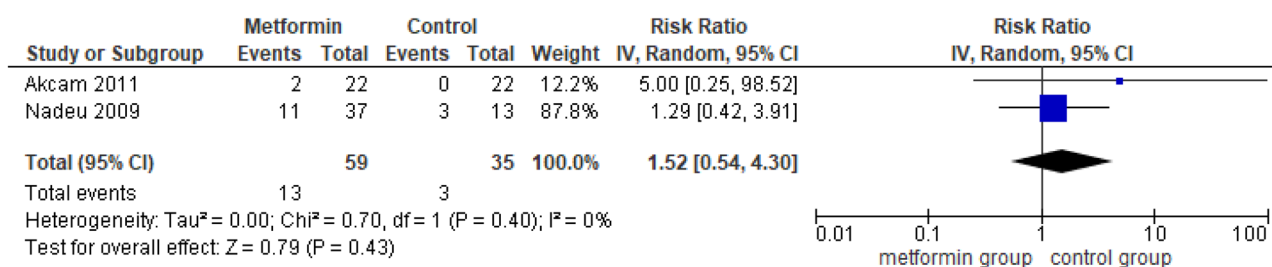 Metformin Control Risk Ratio Risk Ratio
Study or Subgroup Events Total Events Total Weight IV, Random, 95% CI IV, Random, 95% CI
Akcam 2011 2 22 0 22 12.2% 5.00 [0.25, 98.52]
Nadeu 2009 11 37 3 13 87.8% 1.29 [0.42, 3.91]
Total (95% CI) 59 35 100.0% 1.52 [0.54, 4.30]
Total events 13 3
Heterogeneity: Tau² = 0.00; Chi² = 0.70, df = 1 (P = 0.40); I² = 0%
Test for overall effect: Z = 0.79 (P = 0.43)
0.01 0.1 1 10 100
metformin group control group